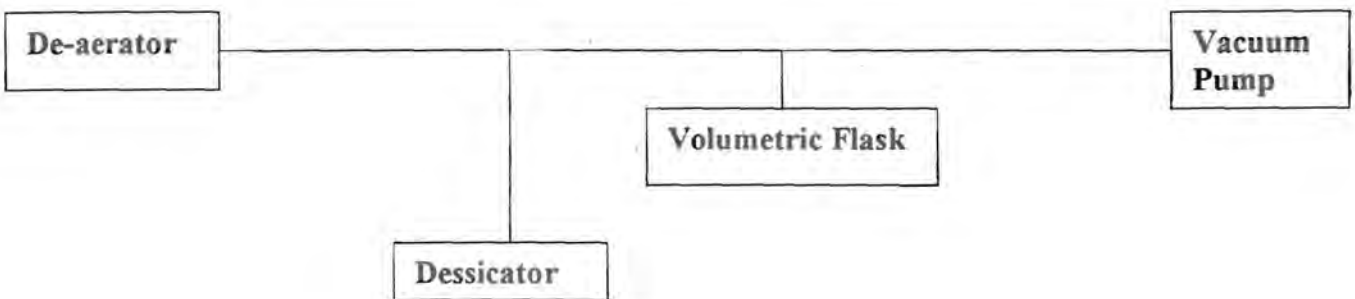 De-aerator
Vacuum
Pump
Volumetric Flask
Dessicator